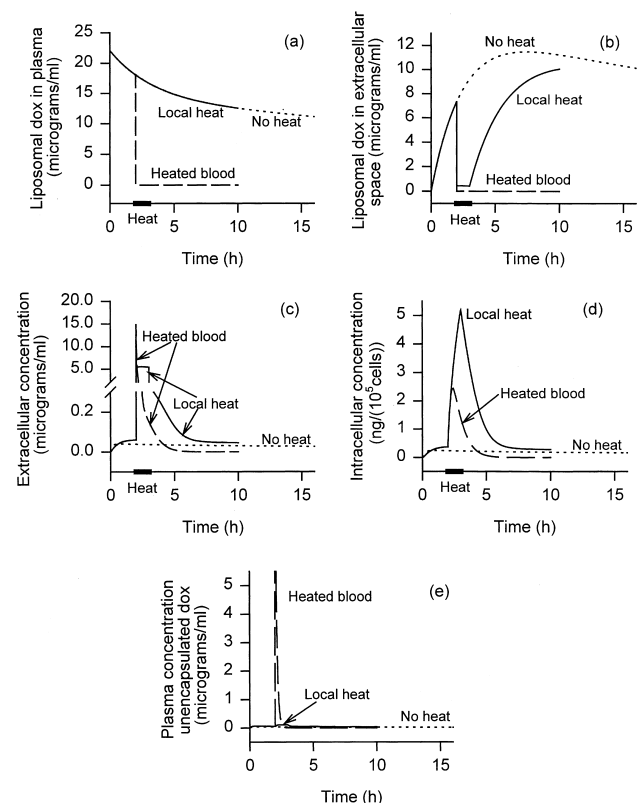 (a)
Liposomal dox in plasma
(micrograms/ml)
25
20
15
10
5
0
Local heat
No heat
Heated blood
Heat
0
5
10
15
Time (h)
(b)
Liposomal dox in extracellular
space (micrograms/ml)
12
10
8
6
4
2
0
No heat
Local heat
Heated blood
Heat
0
5
10
15
Time (h)
(c)
Extracellular concentration
(micrograms/ml)
20.0
15.0
10.0
5.0
0.2
0.0
Heated blood
Local heat
No heat
Heat
0
5
10
15
Time (h)
(d)
Intracellular concentration
(ng/(10⁵cells))
5
4
3
2
1
0
Local heat
Heated blood
No heat
Heat
0
5
10
15
Time (h)
(e)
Plasma concentration
unencapsulated dox
(micrograms/ml)
5
4
3
2
1
0
Heated blood
Local heat
No heat
0
5
10
15
Time (h)